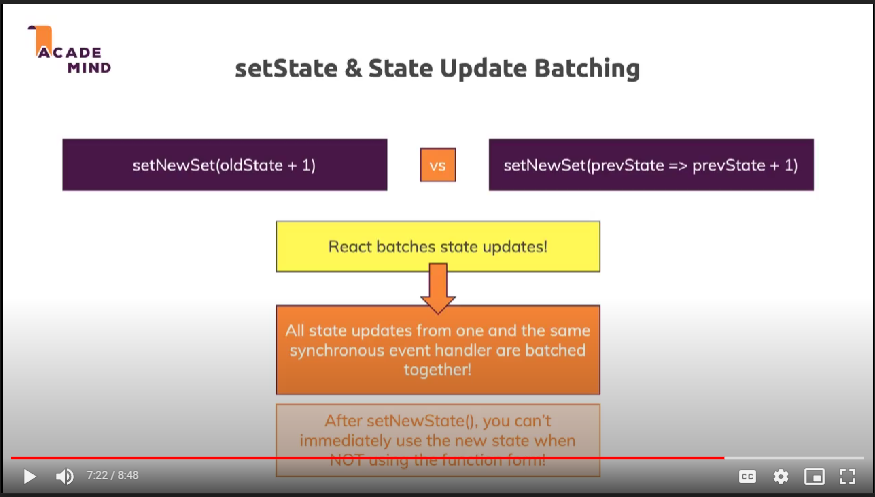 ACADE
MIND
setState & State Update Batching
setNewSet(oldState + 1)
vs
setNewSet(prevState => prevState + 1)
React batches state updates!
All state updates from one and the same
synchronous event handler are batched
together!
After setNewState(), you can't
immediately use the new state when
NOT using the function form!
7:22 / 8:48
CC